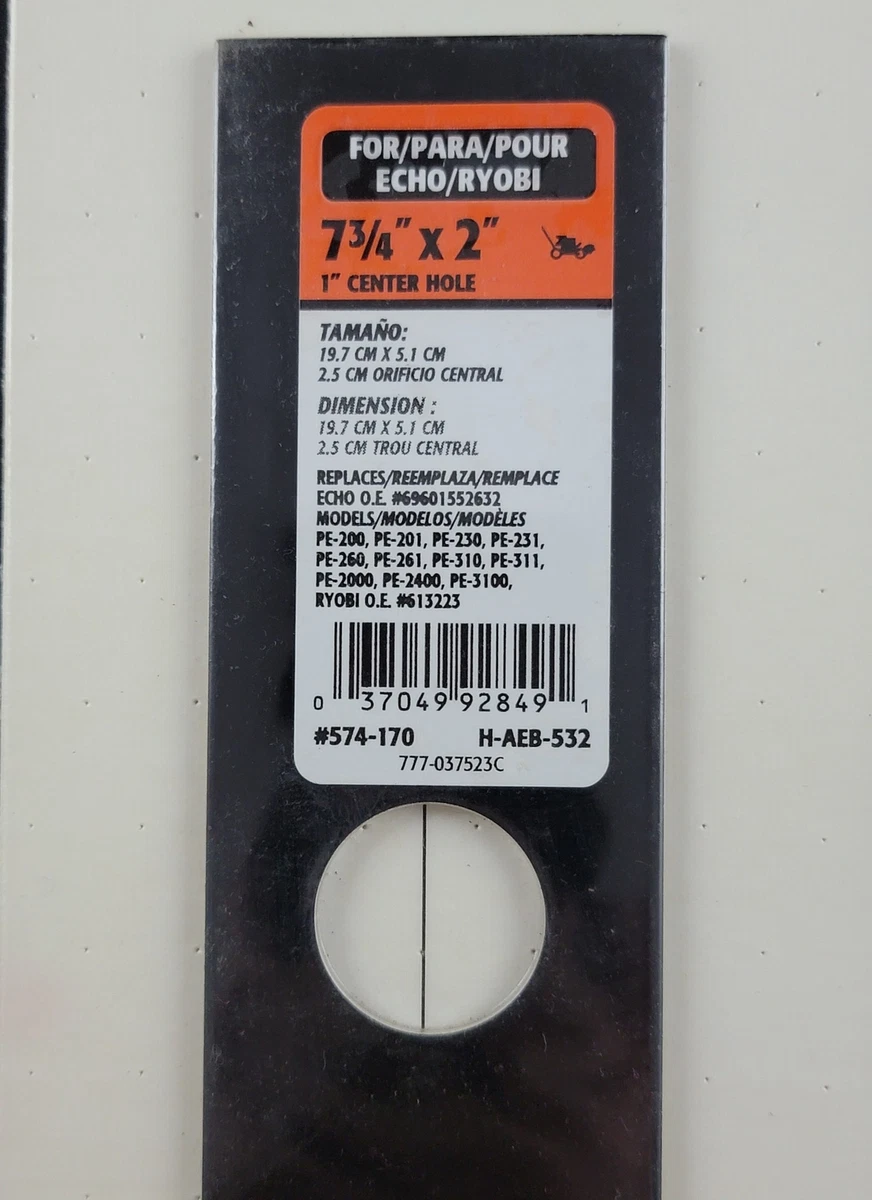 FOR/PARA/POUR
ECHO/RYOBI
7¾" x 2"
1" CENTER HOLE
TAMAÑO:
19.7 CM X 5.1 CM
2.5 CM ORIFICIO CENTRAL
DIMENSION :
19.7 CM X 5.1 CM
2.5 CM TROU CENTRAL
REPLACES/REEMPLAZA/REMPLACE
ECHO O.E. #69601552632
MODELS/MODELOS/MODÈLES
PE-200, PE-201, PE-230, PE-231,
PE-260, PE-261, PE-310, PE-311,
PE-2000, PE-2400, PE-3100,
RYOBI O.E. #613223
0 37049 92849 1
#574-170 H-AEB-532
777-037523C